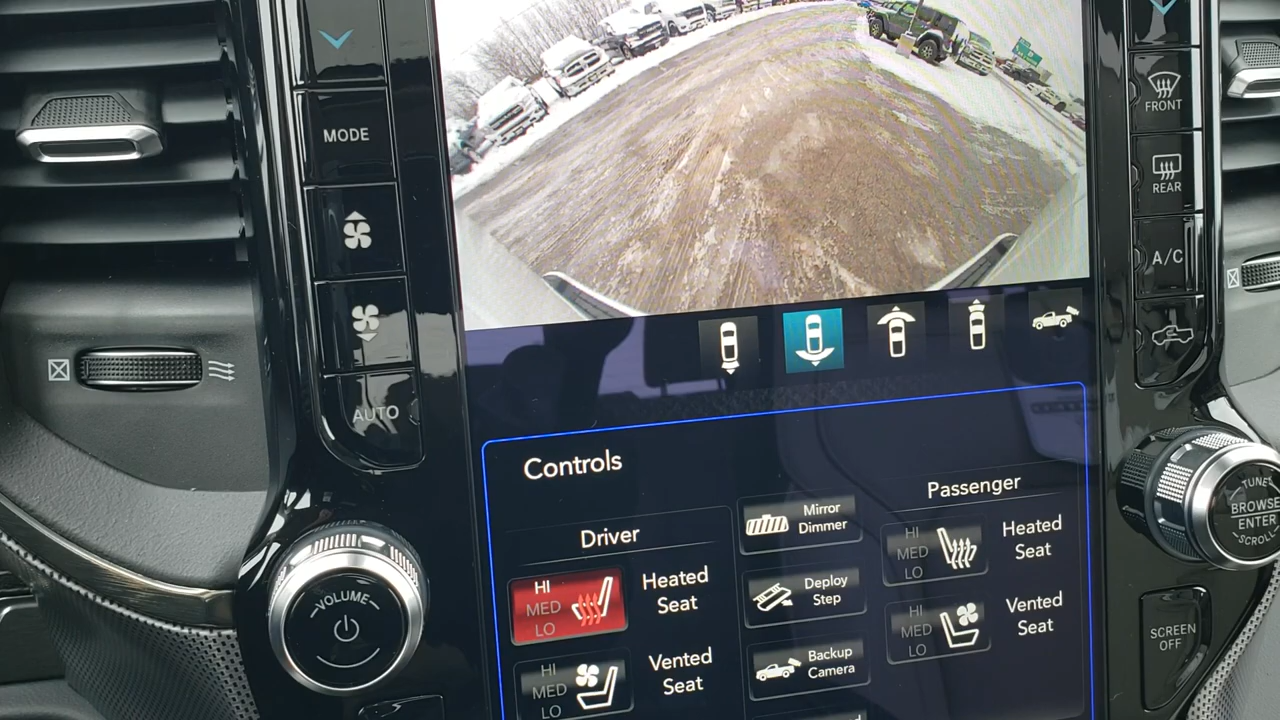 MODE
AUTO
VOLUME
FRONT
REAR
A/C
TUNE
BROWSE
ENTER
SCROLL
SCREEN
OFF
Controls
Driver
HI
MED
LO
Heated
Seat
HI
MED
LO
Vented
Seat
Mirror
Dimmer
Deploy
Step
Backup
Camera
Passenger
HI
MED
LO
Heated
Seat
HI
MED
LO
Vented
Seat